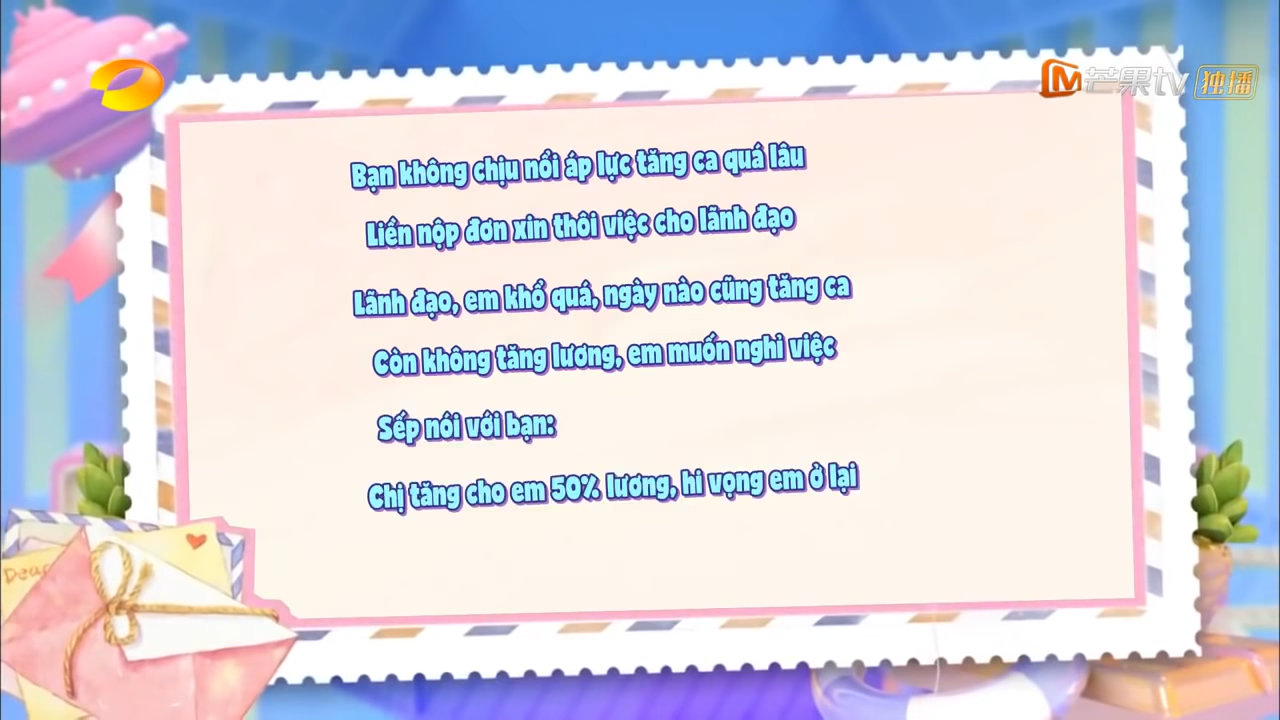 芒果tv 独播
Bạn không chịu nổi áp lực tăng ca quá lâu
Liền nộp đơn xin thôi việc cho lãnh đạo
Lãnh đạo, em khổ quá, ngày nào cũng tăng ca
Còn không tăng lương, em muốn nghỉ việc
Sếp nói với bạn:
Chị tăng cho em 50% lương, hi vọng em ở lại
Dear